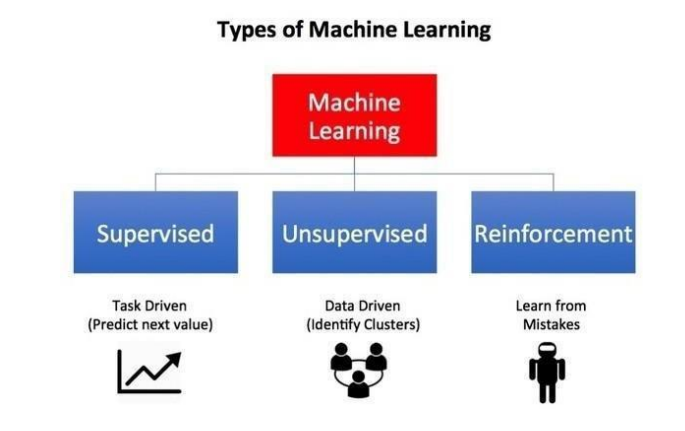 Types of Machine Learning
Machine
Learning
Supervised
Unsupervised
Reinforcement
Task Driven
(Predict next value)
Data Driven
(Identify Clusters)
Learn from
Mistakes